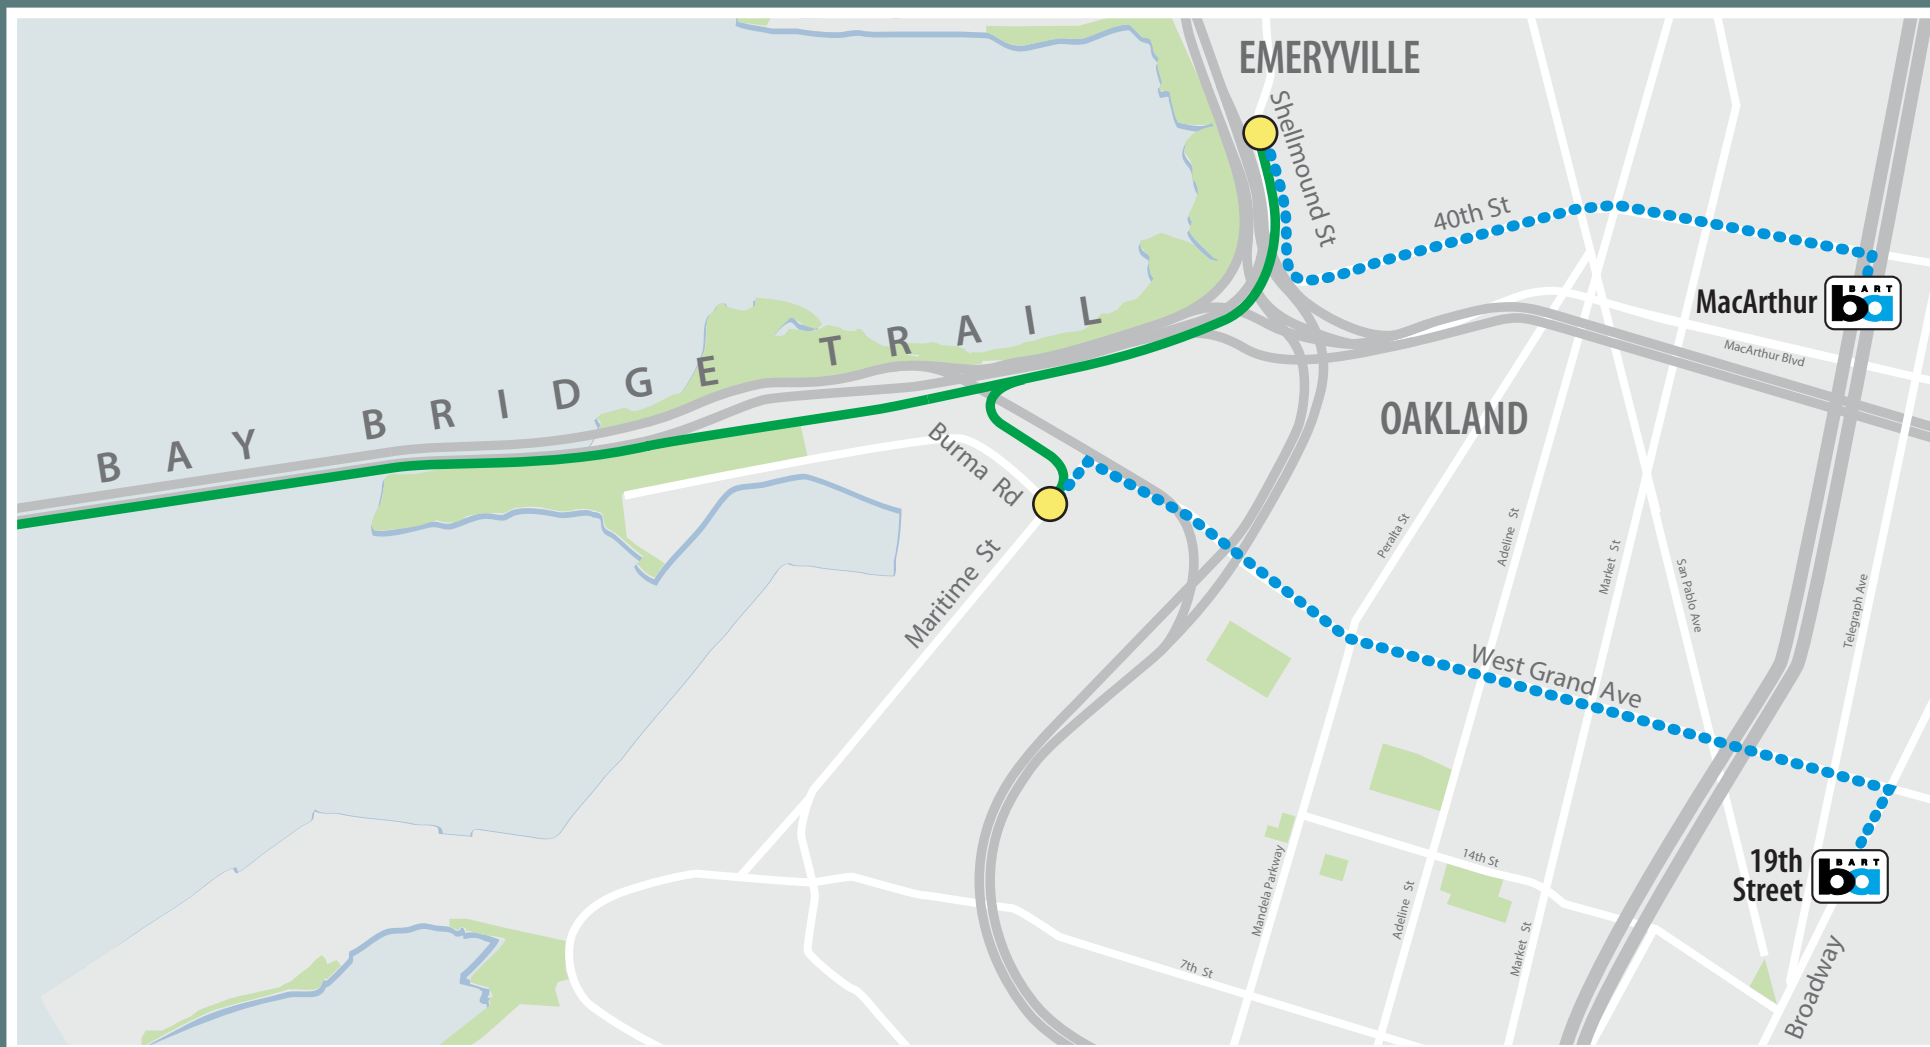 EMERYVILLE
Shellmound St
40th St
MacArthur
BART
ba
MacArthur Blvd
BAY BRIDGE TRAIL
OAKLAND
Burma Rd
Maritime St
Peralta St
Adeline St
Market St
San Pablo Ave
Telegraph Ave
West Grand Ave
19th
Street
BART
ba
14th St
Mandela Parkway
Adeline St
Market St
7th St
Broadway